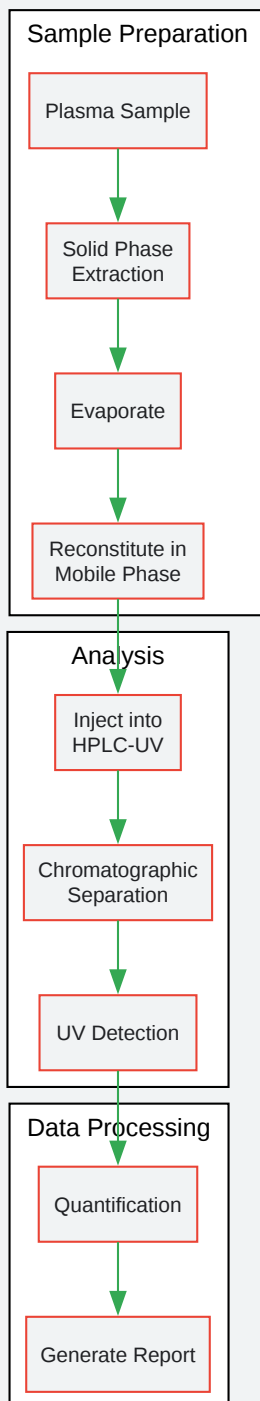 Sample Preparation
Plasma Sample
Solid Phase
Extraction
Evaporate
Reconstitute in
Mobile Phase
Analysis
Inject into
HPLC-UV
Chromatographic
Separation
UV Detection
Data Processing
Quantification
Generate Report